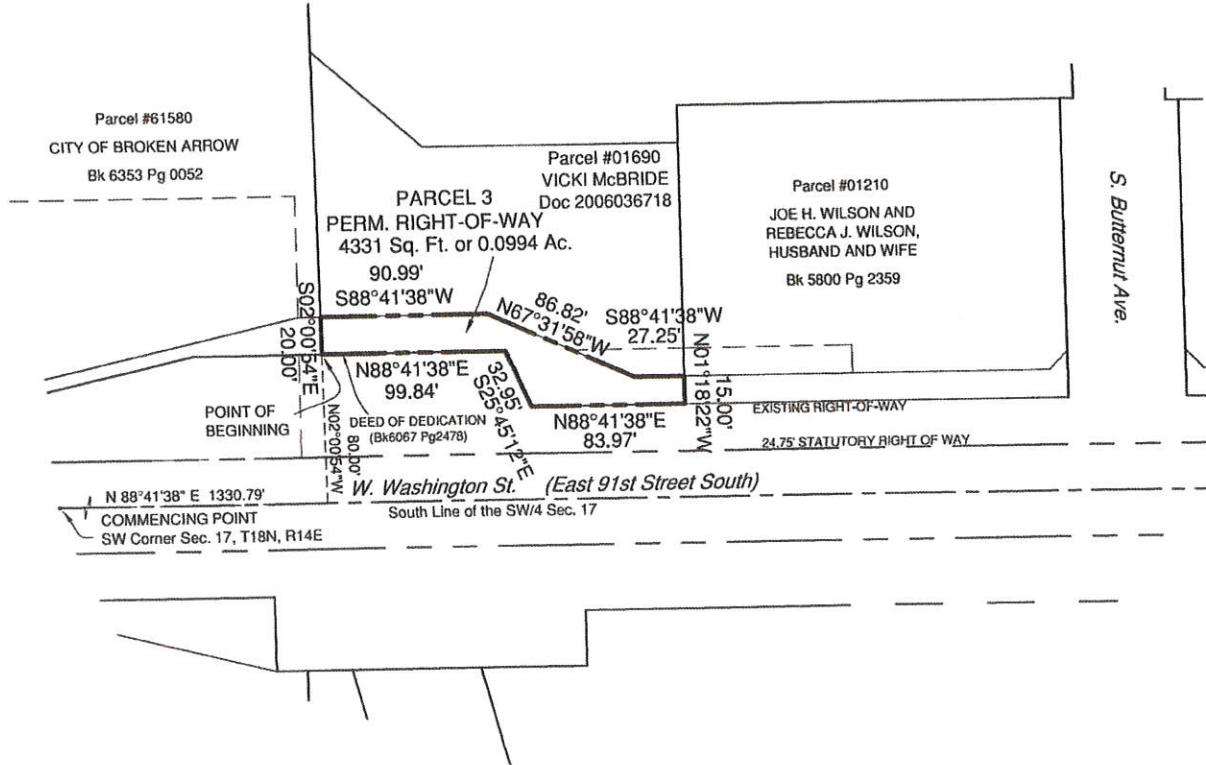 Parcel #61580
CITY OF BROKEN ARROW
Bk 6353 Pg 0052
Parcel #01690
VICKI McBRIDE
Doc 2006036718
PARCEL 3
PERM. RIGHT-OF-WAY
4331 Sq. Ft. or 0.0994 Ac.
90.99'
S88°41'38"W
Parcel #01210
JOE H. WILSON AND
REBECCA J. WILSON,
HUSBAND AND WIFE
Bk 5800 Pg 2359
S. Butternut Ave.
86.82'
N67°31'58"W
S88°41'38"W
27.25'
S02°00'54"E
20.00'
N88°41'38"E
99.84'
32.95'
S25°45'12"E
N01°18'22"W
15.00'
POINT OF
BEGINNING
DEED OF DEDICATION
(Bk6067 Pg2478)
N88°41'38"E
83.97'
EXISTING RIGHT-OF-WAY
24.75' STATUTORY RIGHT OF WAY
N02°00'54"W
80.00'
W. Washington St. (East 91st Street South)
N 88°41'38" E 1330.79'
South Line of the SW/4 Sec. 17
COMMENCING POINT
SW Corner Sec. 17, T18N, R14E